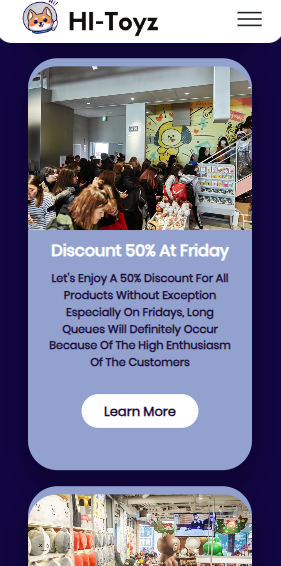 HI-Toyz
Discount 50% At Friday
Let's Enjoy A 50% Discount For All
Products Without Exception
Especially On Fridays, Long
Queues Will Definitely Occur
Because Of The High Enthusiasm
Of The Customers
Learn More